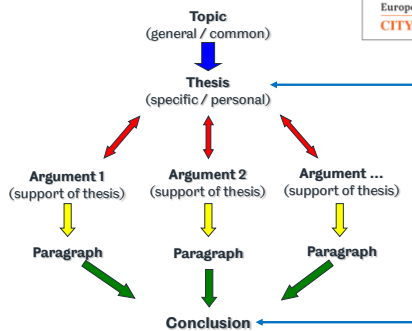 Topic
(general / common)
Europe
CITY
Thesis
(specific / personal)
Argument 1
(support of thesis)
Argument 2
(support of thesis)
Argument ...
(support of thesis)
Paragraph
Paragraph
Paragraph
Conclusion